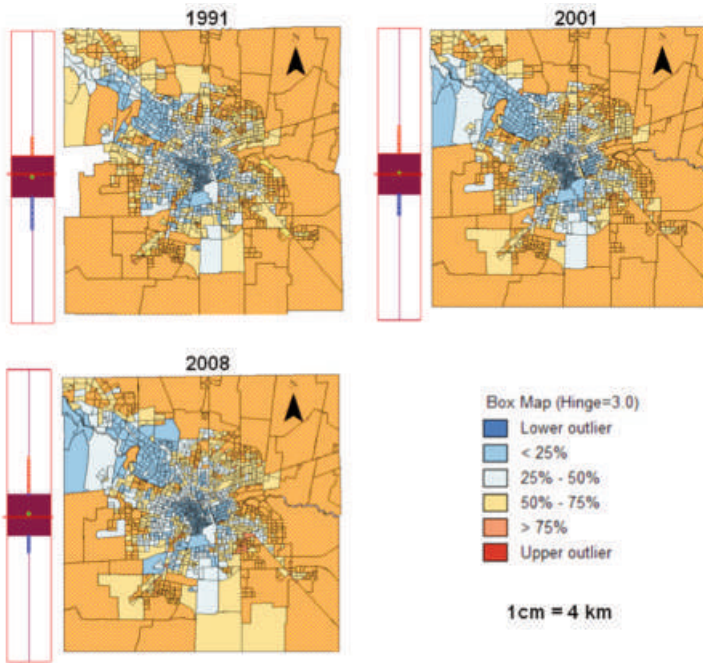 1991
2001
2008
Box Map (Hinge=3.0)
Lower outlier
< 25%
25% - 50%
50% - 75%
> 75%
Upper outlier
1cm = 4 km